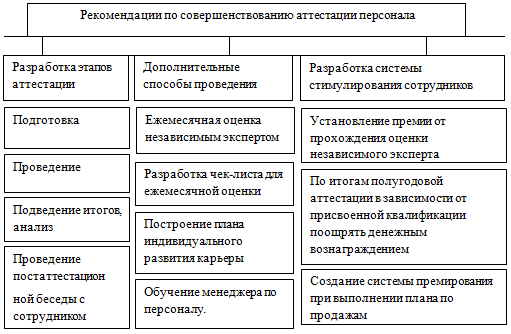 Рекомендации по совершенствованию аттестации персонала
Разработка этапов
аттестации
Подготовка
Проведение
Подведение итогов,
анализ
Проведение
постаттестацион
ной беседы с
сотрудником
Дополнительные
способы проведения
Ежемесячная оценка
независимым экспертом
Разработка чек-листа для
ежемесячной оценки
Построение плана
индивидуального
развития карьеры
Обучение менеджера по
персоналу.
Разработка системы
стимулирования сотрудников
Установление премии от
прохождения оценки
независимого эксперта
По итогам полугодовой
аттестации в зависимости от
присвоенной квалификации
поощрять денежным
вознаграждением
Создание системы премирования
при выполнении плана по
продажам